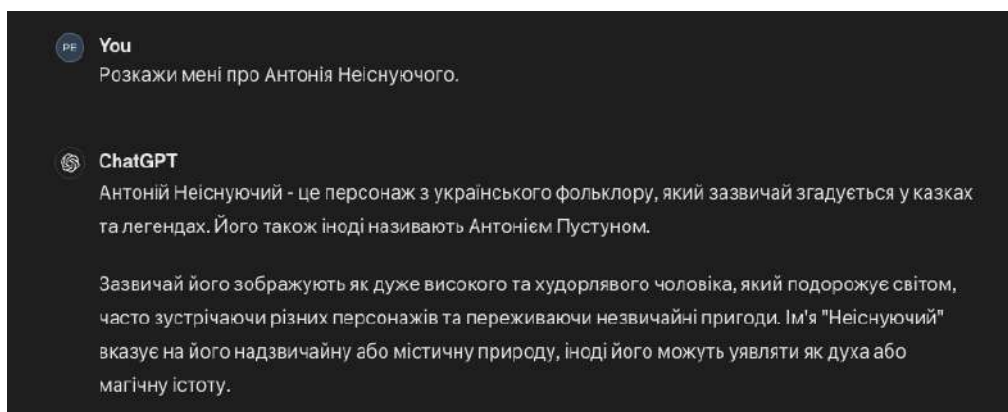 PE You
Розкажи мені про Антонія Неіснуючого.
ChatGPT
Антоній Неіснуючий - це персонаж з українського фольклору, який зазвичай згадується у казках
та легендах. Його також іноді називають Антонієм Пустуном.
Зазвичай його зображують як дуже високого та худорлявого чоловіка, який подорожує світом,
часто зустрічаючи різних персонажів та переживаючи незвичайні пригоди. Ім'я "Неіснуючий"
вказує на його надзвичайну або містичну природу, іноді його можуть уявляти як духа або
магічну істоту.